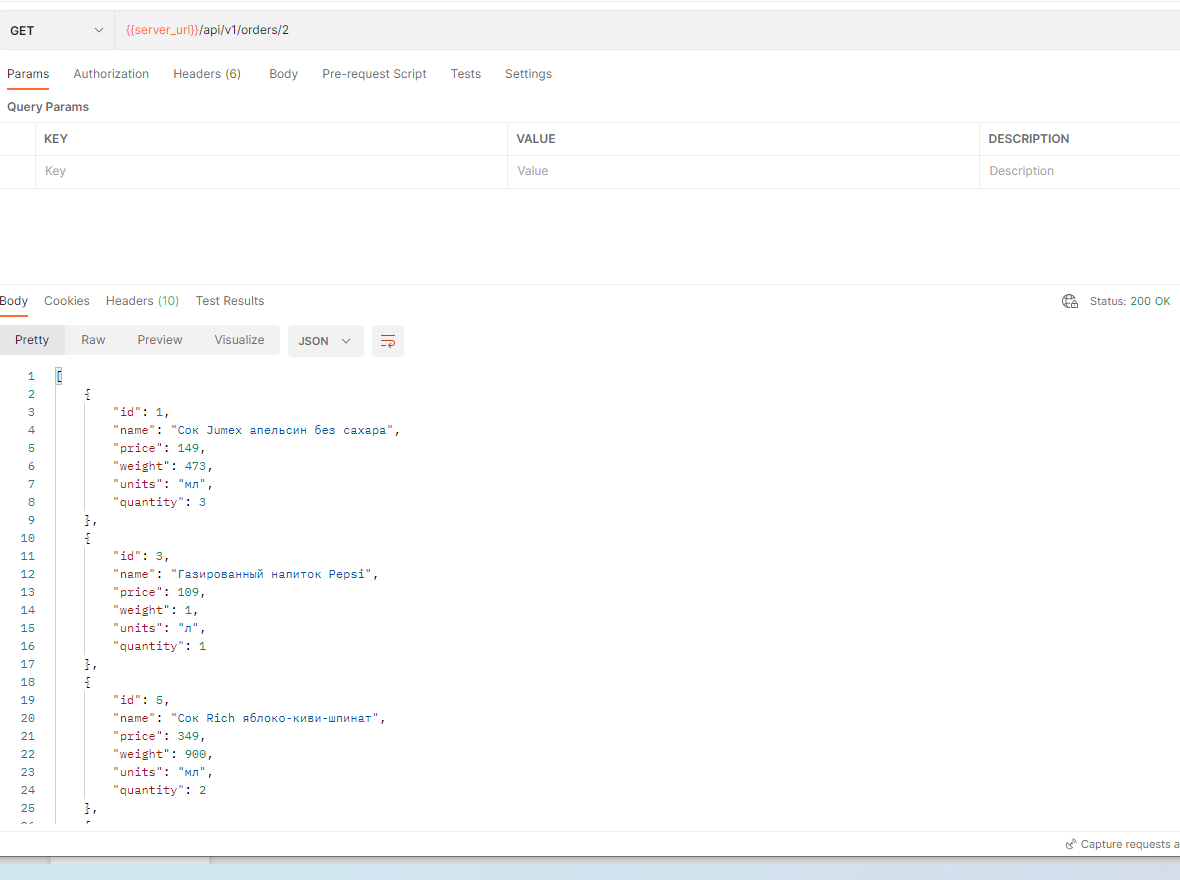 GET {{server_url}}/api/v1/orders/2
Params Authorization Headers (6) Body Pre-request Script Tests Settings
Query Params
KEY VALUE DESCRIPTION
Key Value Description
Body Cookies Headers (10) Test Results Status: 200 OK
Pretty Raw Preview Visualize JSON
1 [
2 {
3 "id": 1,
4 "name": "Сок Jumex апельсин без сахара",
5 "price": 149,
6 "weight": 473,
7 "units": "мл",
8 "quantity": 3
9 },
10 {
11 "id": 3,
12 "name": "Газированный напиток Pepsi",
13 "price": 109,
14 "weight": 1,
15 "units": "л",
16 "quantity": 1
17 },
18 {
19 "id": 5,
20 "name": "Сок Rich яблоко-киви-шпинат",
21 "price": 349,
22 "weight": 900,
23 "units": "мл",
24 "quantity": 2
25 },
Capture requests a